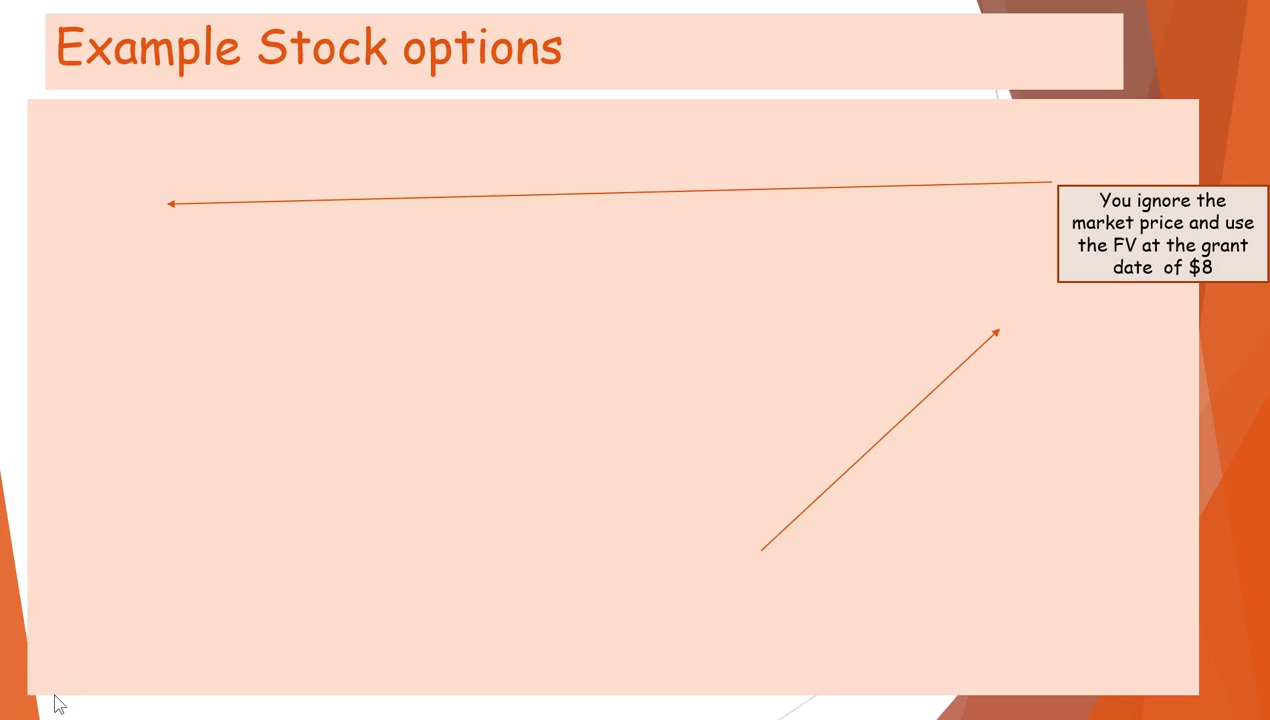 Example Stock options
You ignore the
market price and use
the FV at the grant
date of $8